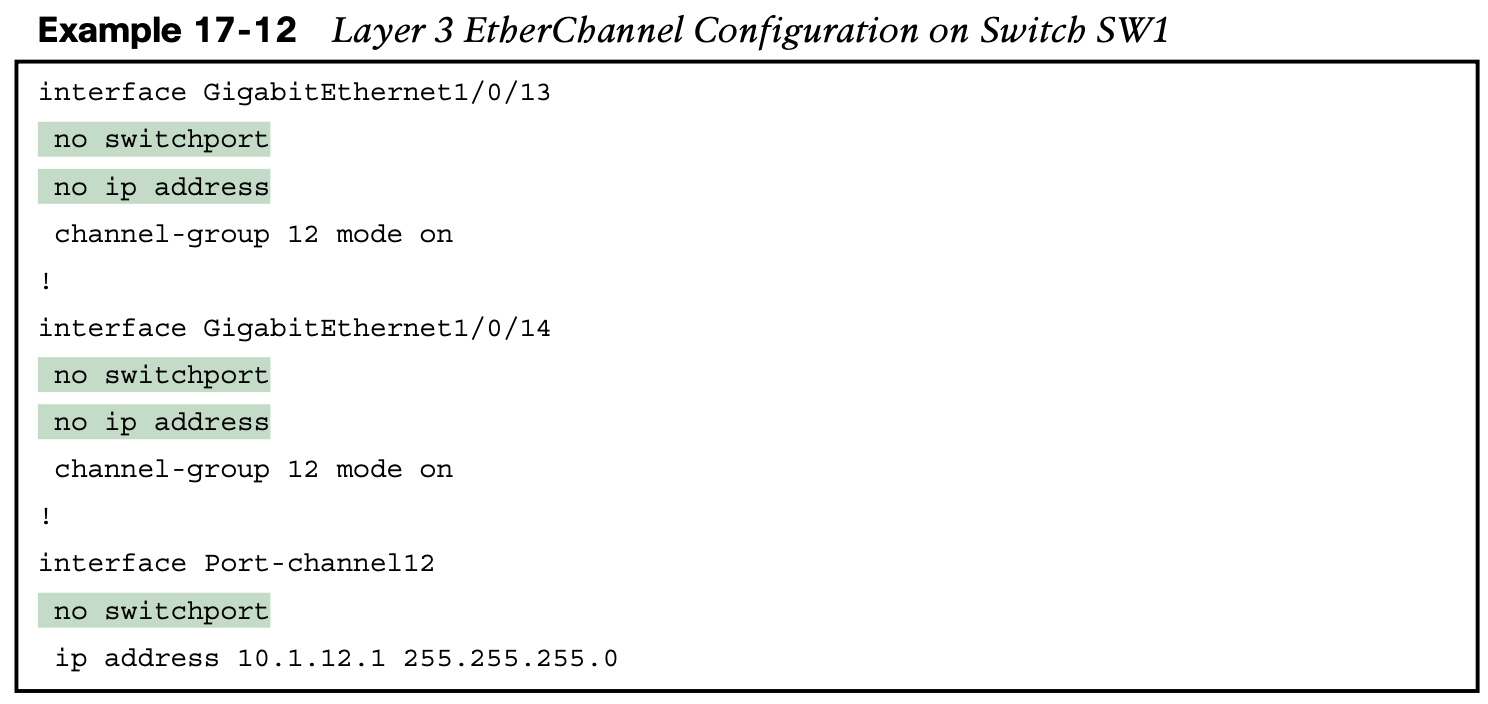 Example 17-12 Layer 3 EtherChannel Configuration on Switch SW1
interface GigabitEthernet1/0/13
 no switchport
 no ip address
 channel-group 12 mode on
!
interface GigabitEthernet1/0/14
 no switchport
 no ip address
 channel-group 12 mode on
!
interface Port-channel12
 no switchport
 ip address 10.1.12.1 255.255.255.0